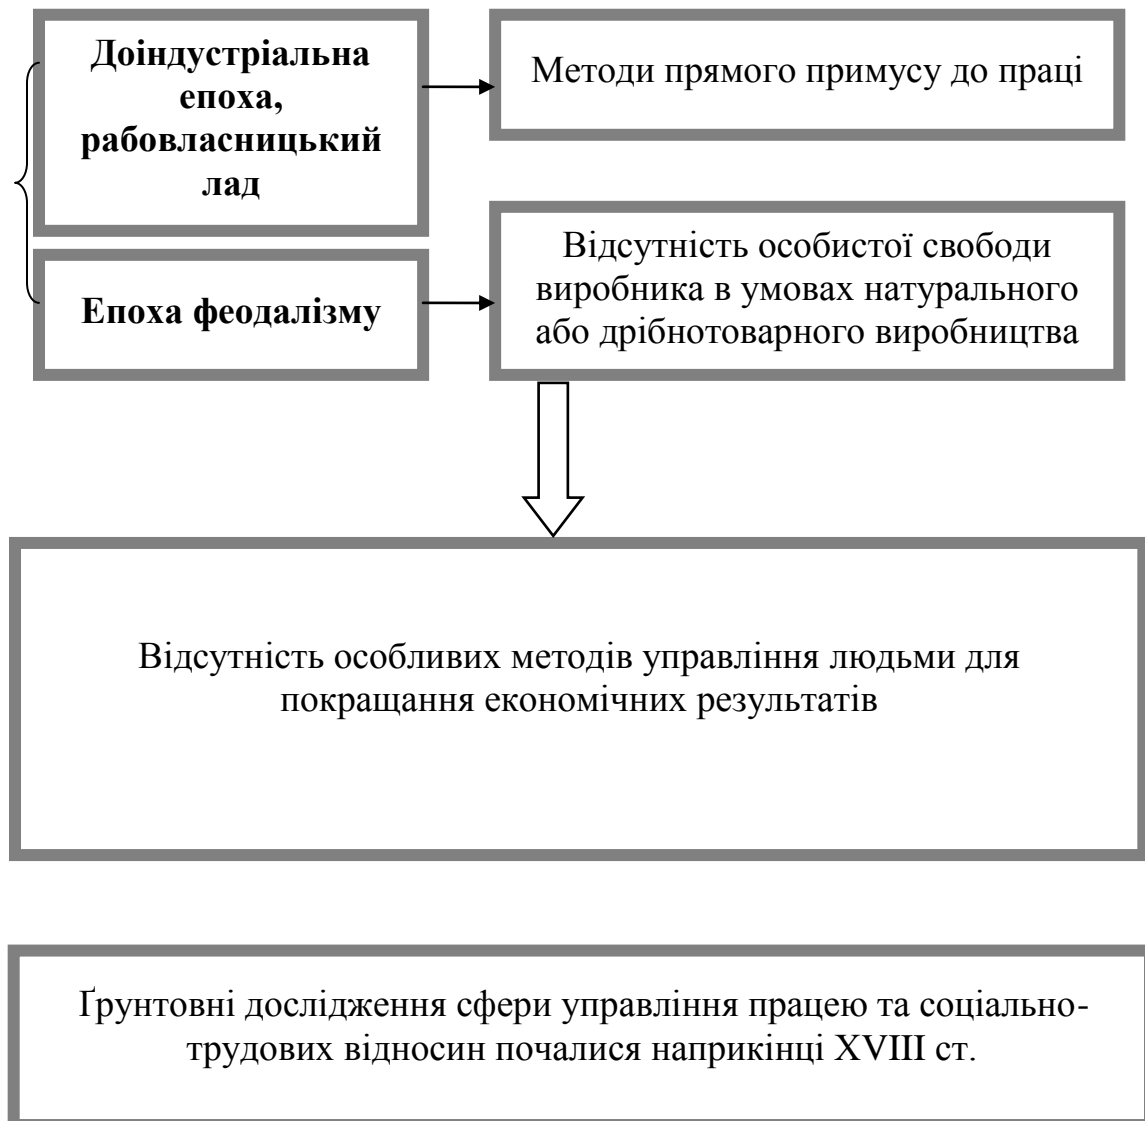 Доіндустріальна
епоха,
рабовласницький
лад
Методи прямого примусу до праці
Епоха феодалізму
Відсутність особистої свободи
виробника в умовах натурального
або дрібнотоварного виробництва
Відсутність особливих методів управління людьми для
покращання економічних результатів
Ґрунтовні дослідження сфери управління працею та соціально-
трудових відносин почалися наприкінці XVIII ст.